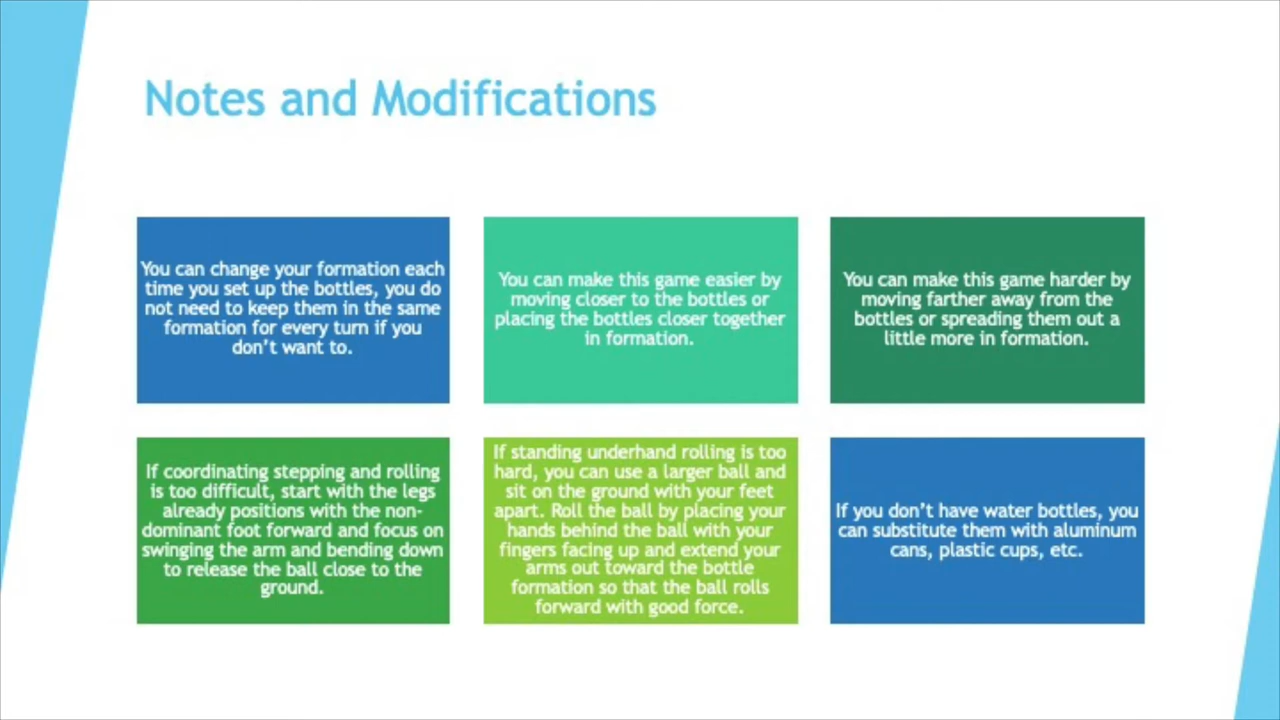 Notes and Modifications
You can change your formation each
time you set up the bottles, you do
not need to keep them in the same
formation for every turn if you
don't want to.
You can make this game easier by
moving closer to the bottles or
placing the bottles closer together
in formation.
You can make this game harder by
moving farther away from the
bottles or spreading them out a
little more in formation.
If coordinating stepping and rolling
is too difficult, start with the legs
already positions with the non-
dominant foot forward and focus on
swinging the arm and bending down
to release the ball close to the
ground.
If standing underhand rolling is too
hard, you can use a larger ball and
sit on the ground with your feet
apart. Roll the ball by placing your
hands behind the ball with your
fingers facing up and extend your
arms out toward the bottle
formation so that the ball rolls
forward with good force.
If you don't have water bottles, you
can substitute them with aluminum
cans, plastic cups, etc.